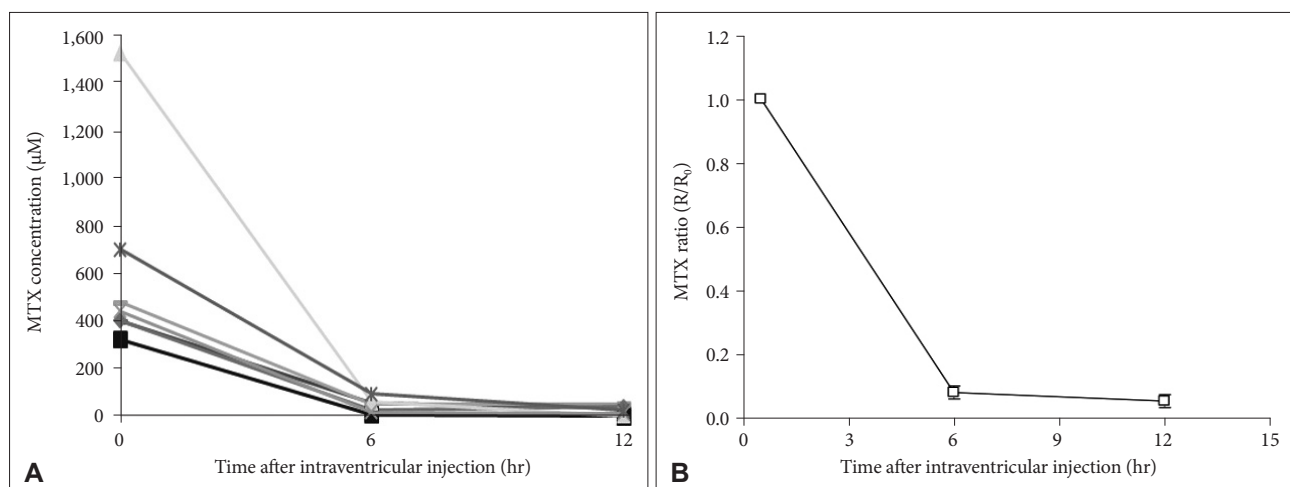 1,600
1,400
1,200
1,000
800
600
400
200
0
MTX concentration (μM)
0 6 12
Time after intraventricular injection (hr)
A
1.2
1.0
0.8
0.6
0.4
0.2
0.0
MTX ratio (R/R₀)
0 3 6 9 12 15
Time after intraventricular injection (hr)
B